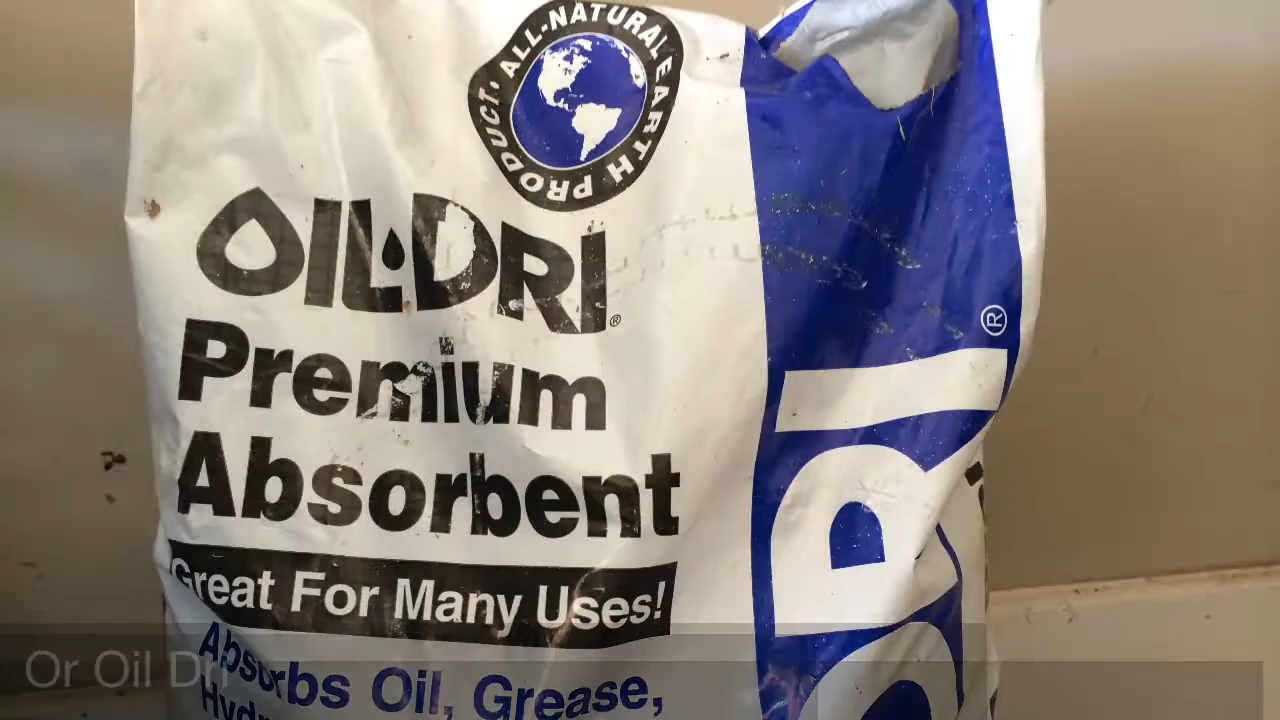 ALL-NATURAL EARTH PRODUCT.
OIL-DRI®
Premium
Absorbent
Great For Many Uses!
Absorbs Oil, Grease,
DRI®
Or Oil Dri